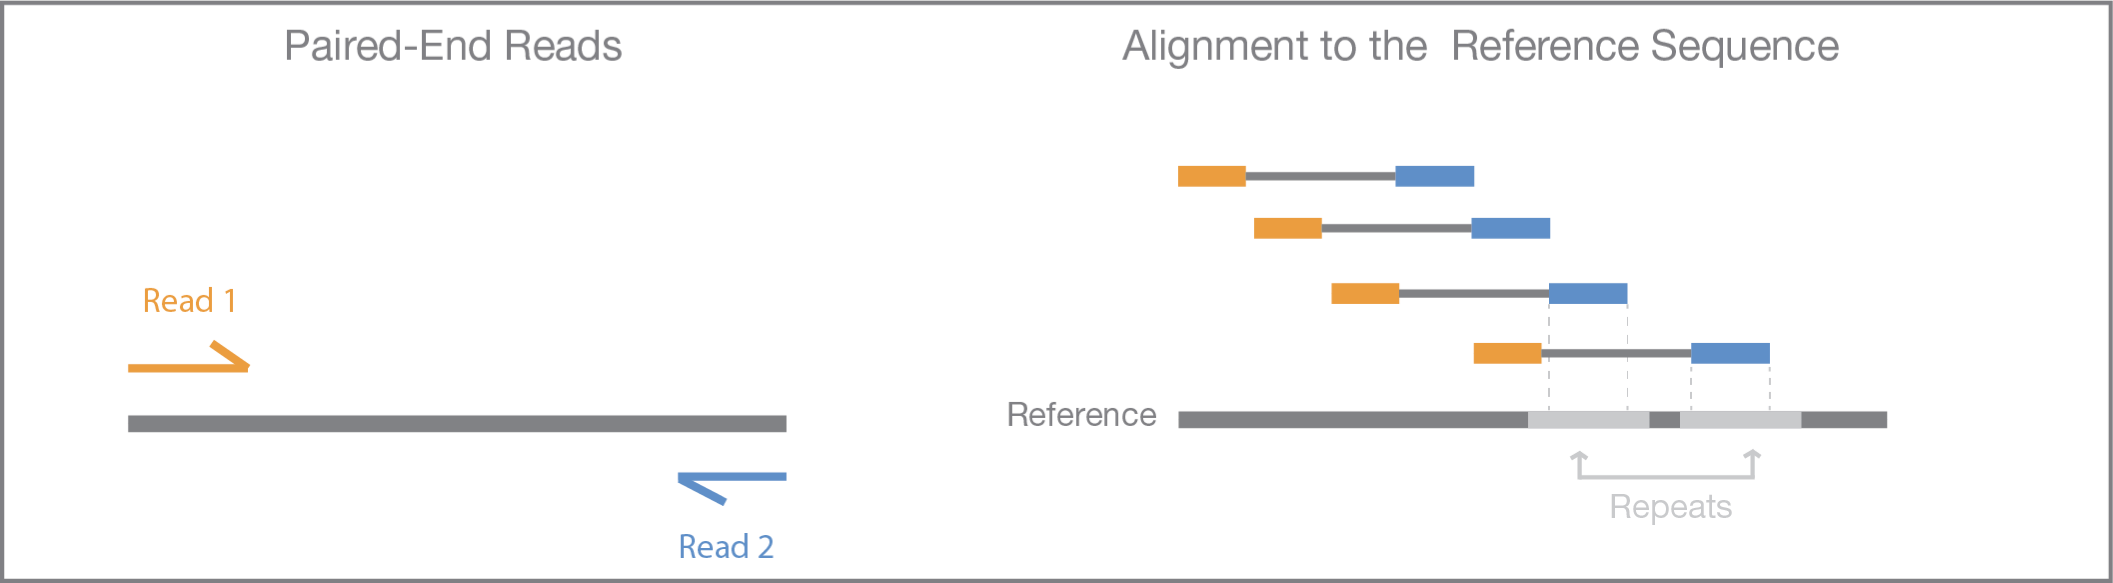 Paired-End Reads
Alignment to the Reference Sequence
Read 1
Read 2
Reference
Repeats